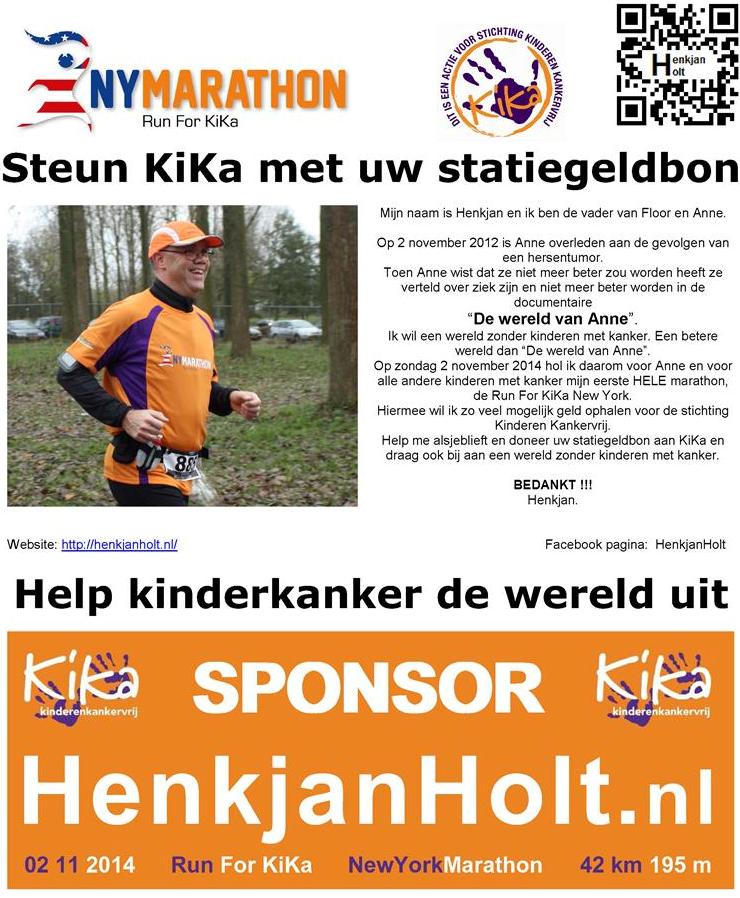 NYMARATHON
Run For KiKa
DIT IS EEN ACTIE VOOR STICHTING KINDEREN KANKERVRIJ
KiKa
Henkjan
Holt
Steun KiKa met uw statiegeldbon
NYMARATHON
Mijn naam is Henkjan en ik ben de vader van Floor en Anne.
Op 2 november 2012 is Anne overleden aan de gevolgen van
een hersentumor.
Toen Anne wist dat ze niet meer beter zou worden heeft ze
verteld over ziek zijn en niet meer beter worden in de
documentaire
“De wereld van Anne”.
Ik wil een wereld zonder kinderen met kanker. Een betere
wereld dan “De wereld van Anne”.
Op zondag 2 november 2014 hol ik daarom voor Anne en voor
alle andere kinderen met kanker mijn eerste HELE marathon,
de Run For KiKa New York.
Hiermee wil ik zo veel mogelijk geld ophalen voor de stichting
Kinderen Kankervrij.
Help me alsjeblieft en doneer uw statiegeldbon aan KiKa en
draag ook bij aan een wereld zonder kinderen met kanker.
BEDANKT !!!
Henkjan.
Website: http://henkjanholt.nl/
Facebook pagina: HenkjanHolt
Help kinderkanker de wereld uit
KiKa
kinderenkankervrij
SPONSOR
KiKa
kinderenkankervrij
HenkjanHolt.nl
02 11 2014 Run For KiKa NewYorkMarathon 42 km 195 m